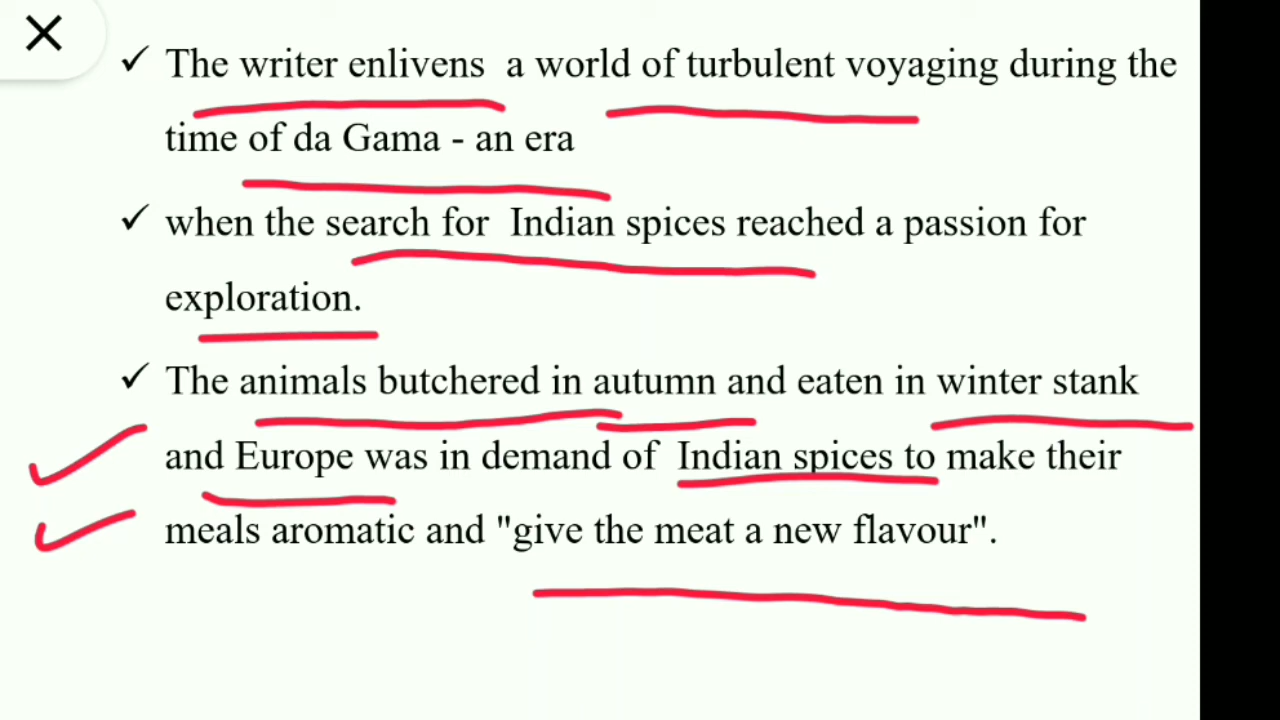 ✓ The writer enlivens a world of turbulent voyaging during the
time of da Gama - an era
✓ when the search for Indian spices reached a passion for
exploration.
✓ The animals butchered in autumn and eaten in winter stank
and Europe was in demand of Indian spices to make their
meals aromatic and "give the meat a new flavour".